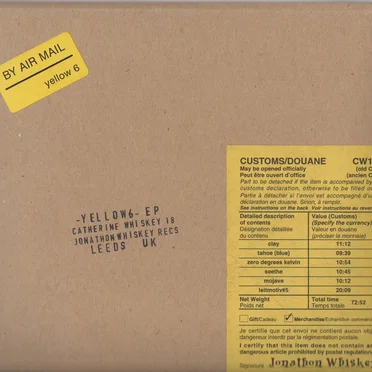 BY AIR MAIL
yellow 6
-YELLOW6- EP
CATHERINE WHISKEY 18
JONATHON WHISKEY RECS
LEEDS UK
CUSTOMS/DOUANE CW1
May be opened officially (old C
Peut être ouvert d'office (ancien C
Part to be detached if the item is accompanied by
customs declaration, otherwise to be filled
Partie à détacher si l'envoi est accompagné d'
déclaration en douane. Sinon, à remplir.
See instructions on the back Voir instructions au verso
Detailed description Value (Customs)
of contents (Specify the currency)
Désignation détaillée Valeur en douane
du contenu (préciser la monnaie)
clay 11:12
tahoe (blue) 09:39
zero degrees kelvin 10:54
seethe 10:45
mojave 10:12
leitmotiv#5 20:09
Net Weight Total time
Poids net Temps totale 72:52
Gift/Cadeau ✓ Merchandise/Echantillon commercial
Je certifie que cet envoi ne contient aucun obje
dangereux interdit par la réglementation postale.
I certify that this item does not contain an
dangerous article prohibited by postal regulation
Signature Jonathon Whiskey